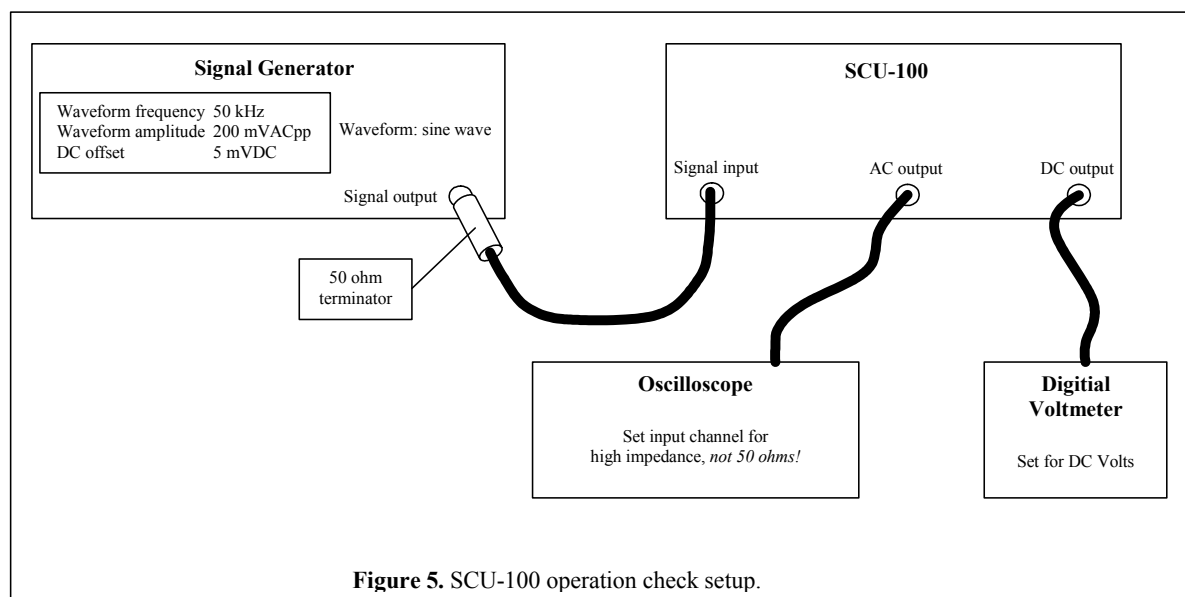 Signal Generator
Waveform frequency 50 kHz
Waveform amplitude 200 mVACpp
DC offset 5 mVDC
Waveform: sine wave
Signal output
50 ohm
terminator
SCU-100
Signal input
AC output
DC output
Oscilloscope
Set input channel for
high impedance, not 50 ohms!
Digitial
Voltmeter
Set for DC Volts
Figure 5. SCU-100 operation check setup.